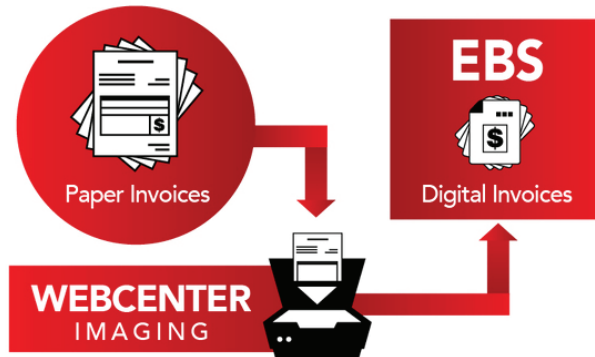 $
Paper Invoices
EBS
$
Digital Invoices
WEBCENTER
IMAGING